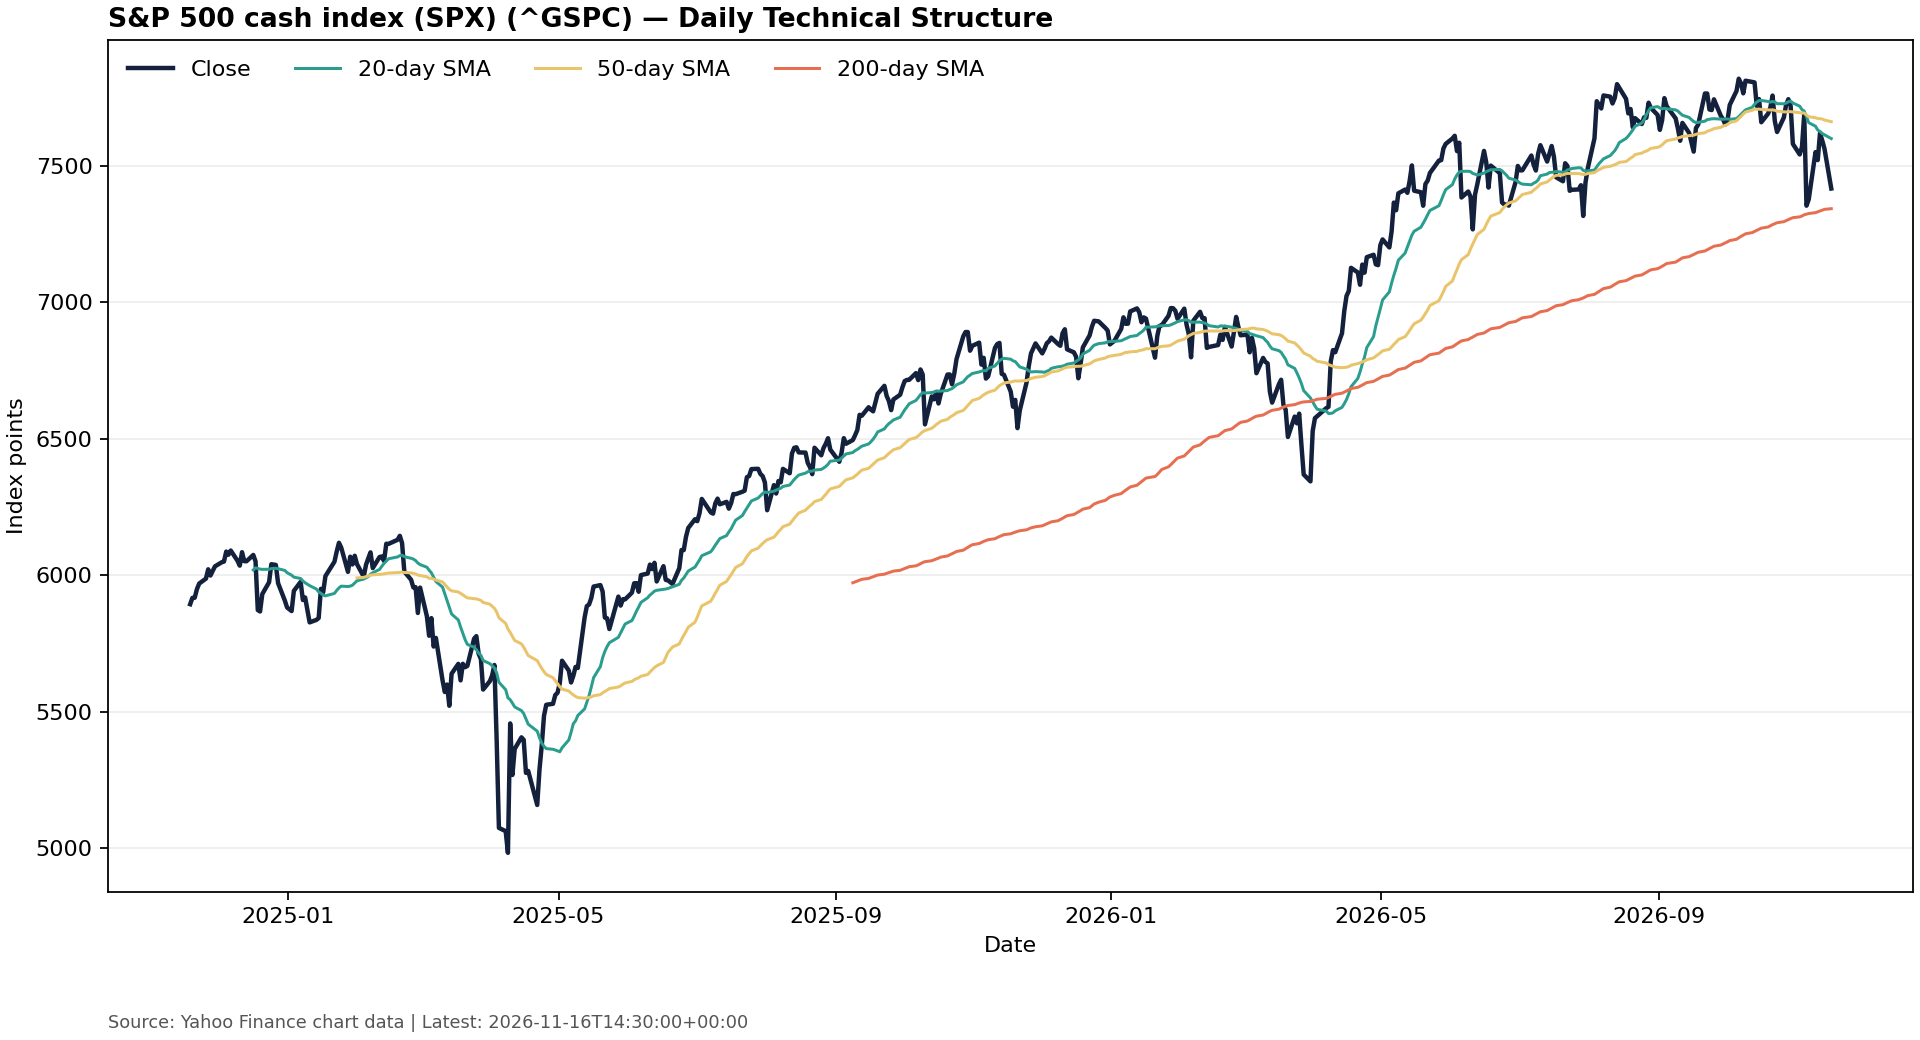 S&P 500 cash index (SPX) (^GSPC) — Daily Technical Structure
Close 20-day SMA 50-day SMA 200-day SMA
Index points
7500
7000
6500
6000
5500
5000
2025-01 2025-05 2025-09 2026-01 2026-05 2026-09
Date
Source: Yahoo Finance chart data | Latest: 2026-11-16T14:30:00+00:00